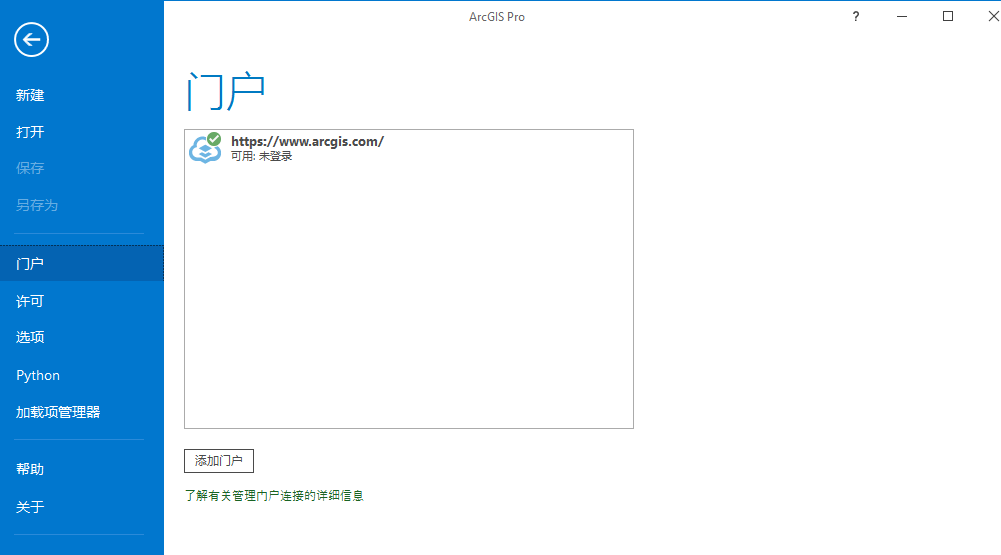 ArcGIS Pro
?
新建
打开
保存
另存为
门户
许可
选项
Python
加载项管理器
帮助
关于
门户
https://www.arcgis.com/
可用: 未登录
添加门户
了解有关管理门户连接的详细信息